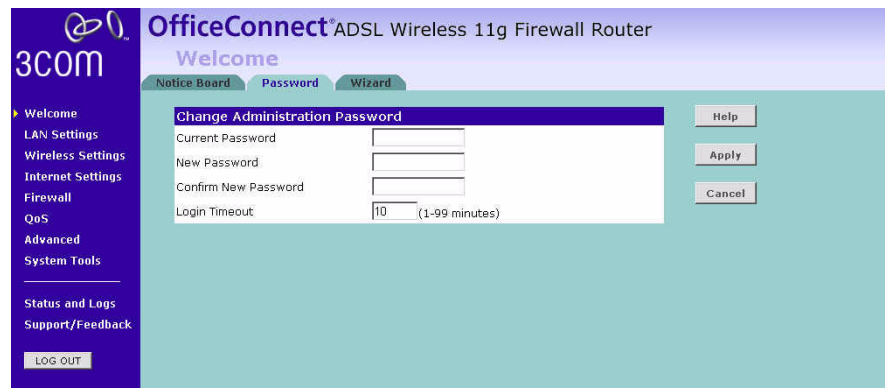 3COM
OfficeConnect® ADSL Wireless 11g Firewall Router
Welcome
Notice Board Password Wizard
Welcome
LAN Settings
Wireless Settings
Internet Settings
Firewall
QoS
Advanced
System Tools
Status and Logs
Support/Feedback
LOG OUT
Change Administration Password
Current Password
New Password
Confirm New Password
Login Timeout 10 (1-99 minutes)
Help
Apply
Cancel